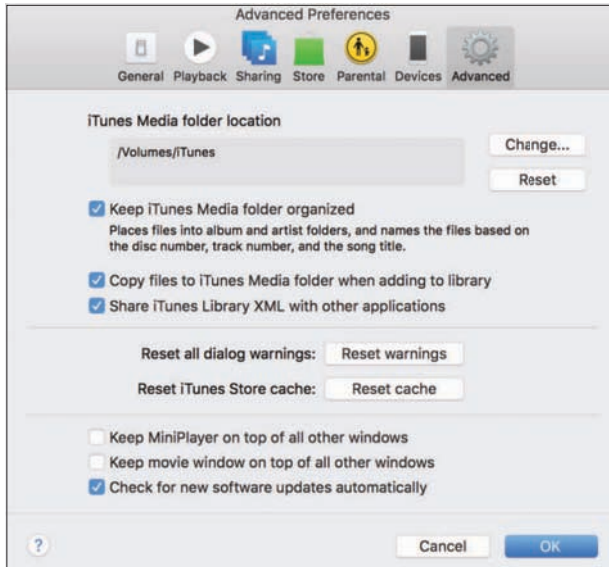 Advanced Preferences
General Playback Sharing Store Parental Devices Advanced
iTunes Media folder location
/Volumes/iTunes
Change...
Reset
Keep iTunes Media folder organized
Places files into album and artist folders, and names the files based on
the disc number, track number, and the song title.
Copy files to iTunes Media folder when adding to library
Share iTunes Library XML with other applications
Reset all dialog warnings: Reset warnings
Reset iTunes Store cache: Reset cache
Keep MiniPlayer on top of all other windows
Keep movie window on top of all other windows
Check for new software updates automatically
? Cancel OK